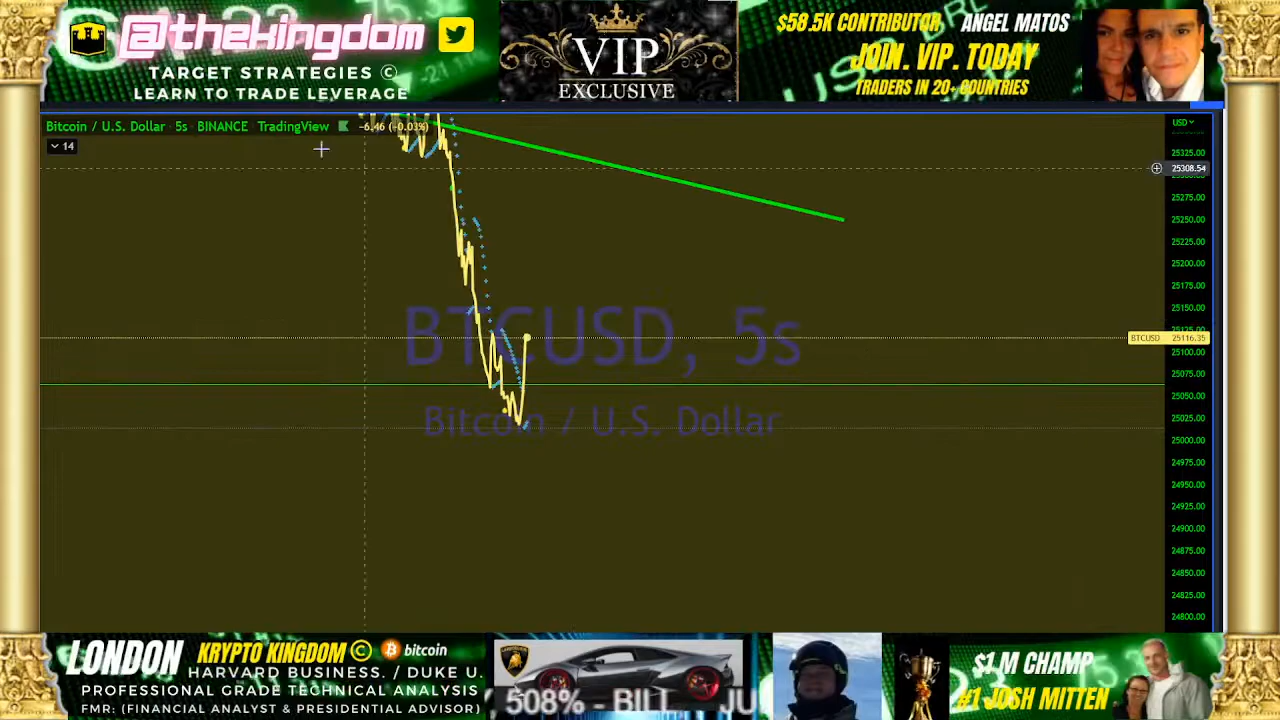 @thekingdom
TARGET STRATEGIES ©
LEARN TO TRADE LEVERAGE
VIP
EXCLUSIVE
$58.5K CONTRIBUTOR ANGEL MATOS
JOIN. VIP. TODAY
TRADERS IN 20+ COUNTRIES
Bitcoin / U.S. Dollar · 5s · BINANCE · TradingView −6.46 (−0.03%)
14
USD
25325.00
25308.54
25275.00
25250.00
25225.00
25200.00
25175.00
25150.00
25125.00
BTCUSD 25116.35
25100.00
25075.00
25050.00
25025.00
25000.00
24975.00
24950.00
24925.00
24900.00
24875.00
24850.00
24825.00
24800.00
BTCUSD, 5s
Bitcoin / U.S. Dollar
LONDON KRYPTO KINGDOM © bitcoin
HARVARD BUSINESS. / DUKE U.
PROFESSIONAL GRADE TECHNICAL ANALYSIS
FMR: (FINANCIAL ANALYST & PRESIDENTIAL ADVISOR)
508% - BILL JU
$1M CHAMP
#1 JOSH MITTEN